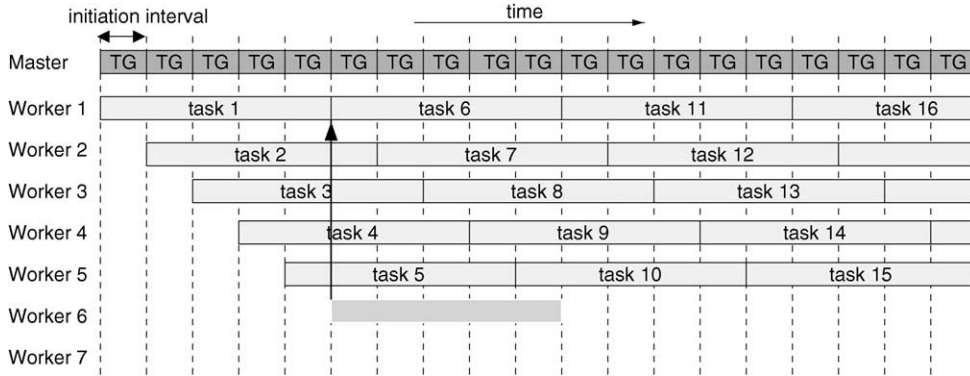 initiation interval time
Master TG TG TG TG TG TG TG TG TG TG TG TG TG TG TG TG TG TG TG
Worker 1 task 1 task 6 task 11 task 16
Worker 2 task 2 task 7 task 12
Worker 3 task 3 task 8 task 13
Worker 4 task 4 task 9 task 14
Worker 5 task 5 task 10 task 15
Worker 6
Worker 7